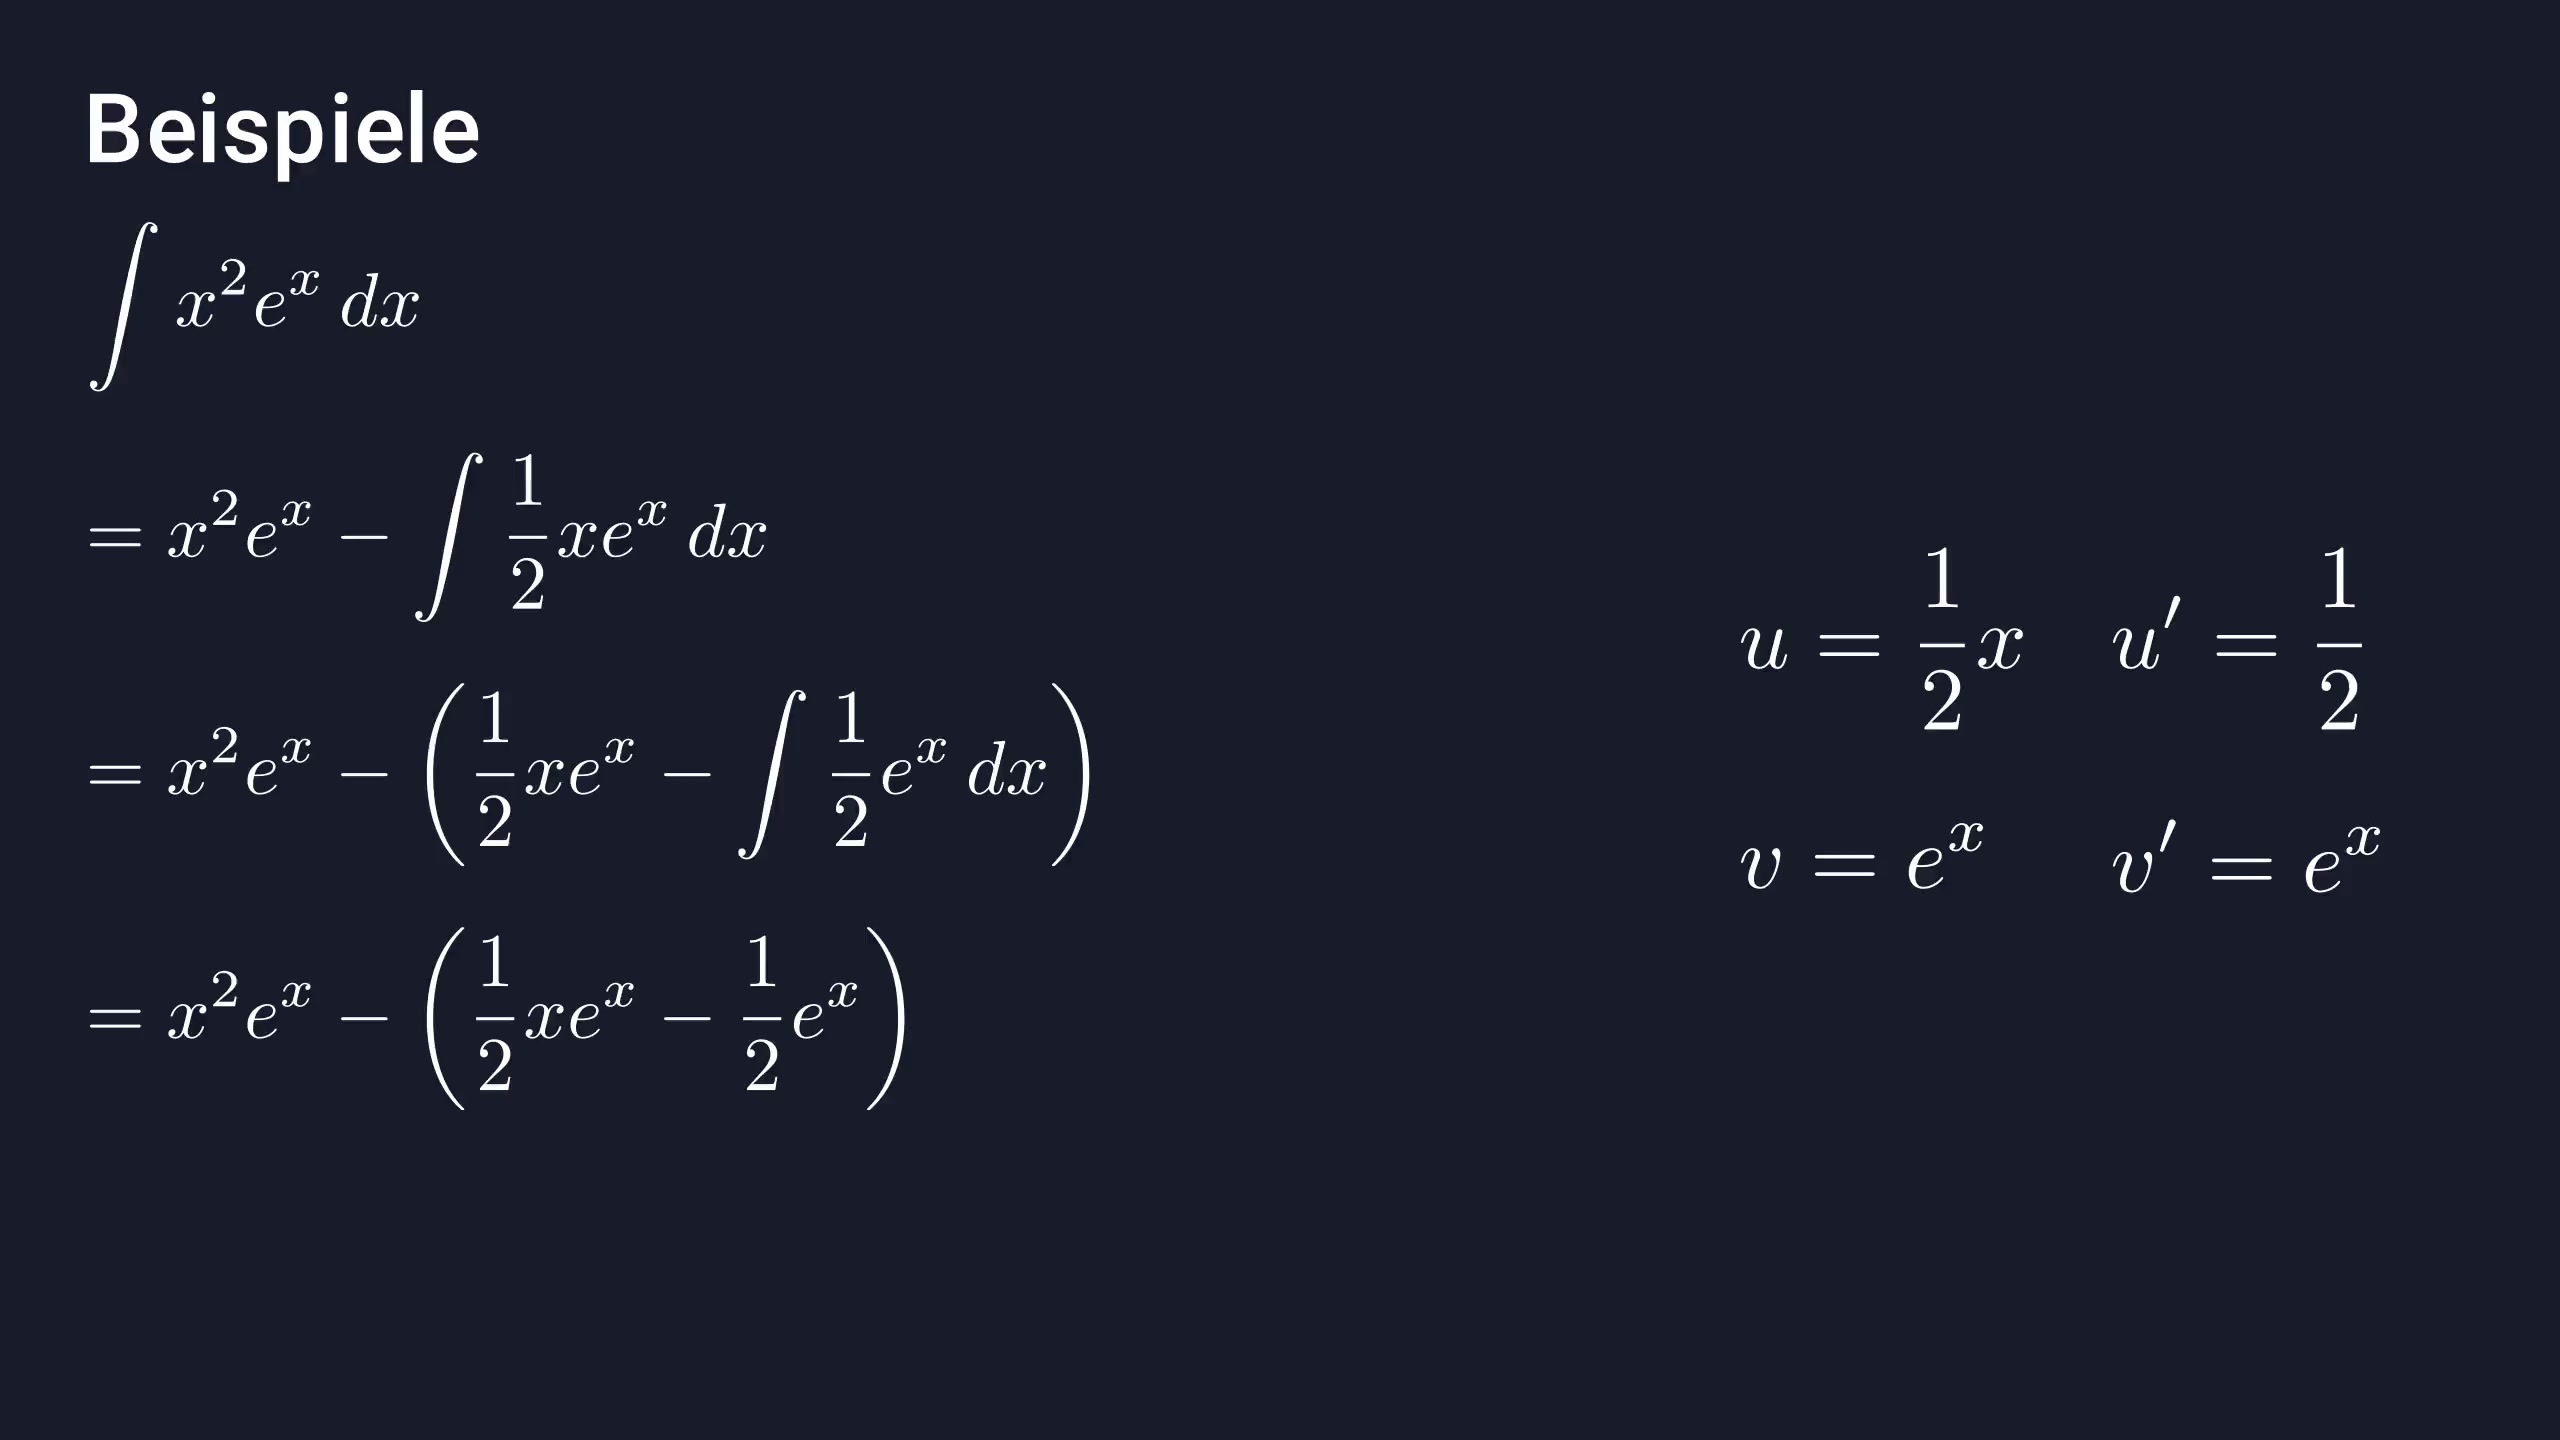 Beispiele
∫ x²eˣ dx
= x²eˣ − ∫ 1/2 xeˣ dx
= x²eˣ − (1/2 xeˣ − ∫ 1/2 eˣ dx)
= x²eˣ − (1/2 xeˣ − 1/2 eˣ)
u = 1/2 x u′ = 1/2
v = eˣ v′ = eˣ